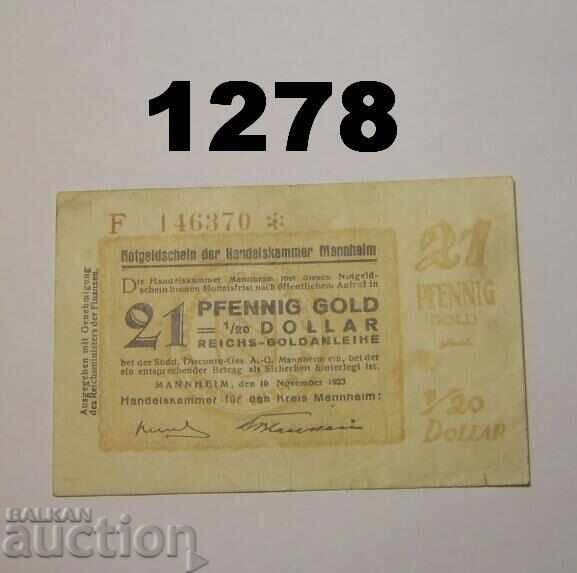 1278
F 146370 *
Notgeldschein der Handelskammer Mannheim
Die Handelskammer Mannheim löst diesen Notgeld-
schein binnen Monatsfrist nach öffentlichem Aufruf in
21 PFENNIG GOLD
= 1/20 DOLLAR
REICHS-GOLDANLEIHE
bei der Südd. Disconto-Ges. A.-G. Mannheim ein, bei der
ein entsprechender Betrag als Sicherheit hinterlegt ist.
MANNHEIM, den 10 November 1923
Handelskammer für den Kreis Mannheim:
Ausgegeben mit Genehmigung
des Reichsministers der Finanzen.
21
PFENNIG
GOLD
1/20
DOLLAR
BALKAN
auction